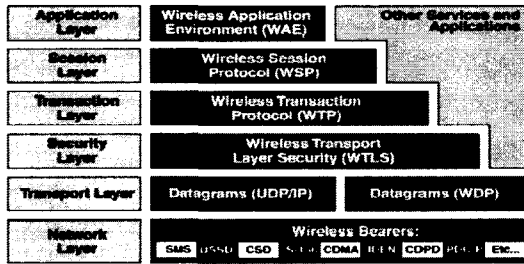 Application
Layer
Wireless Application
Environment (WAE)
Other Services and
Applications
Session
Layer
Wireless Session
Protocol (WSP)
Transaction
Layer
Wireless Transaction
Protocol (WTP)
Security
Layer
Wireless Transport
Layer Security (WTLS)
Transport Layer
Datagrams (UDP/IP)
Datagrams (WDP)
Network
Layer
Wireless Bearers:
SMS USSD CSD CDMA IDEN CDPD Etc...